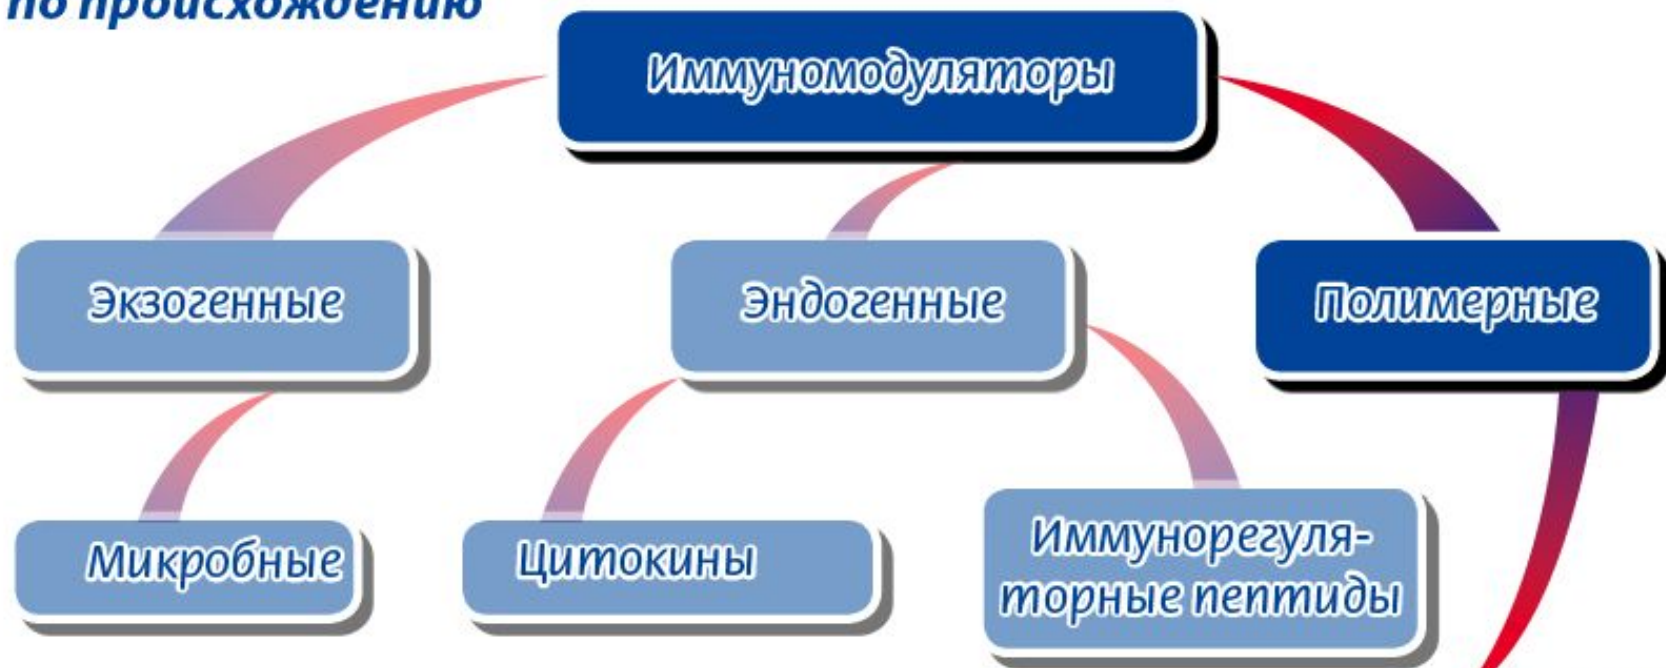 по происхождению
Иммуномодуляторы
Экзогенные
Эндогенные
Полимерные
Микробные
Цитокины
Иммунорегуля-
торные пептиды